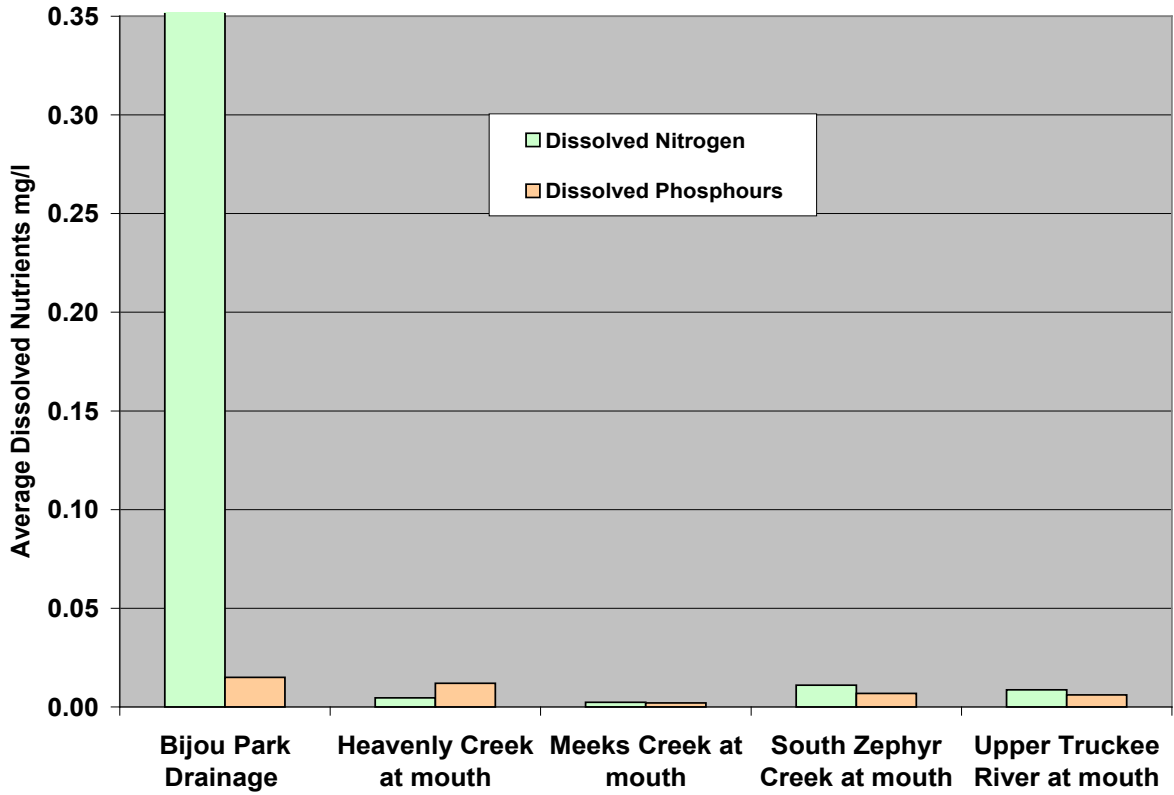 0.35
0.30
0.25
0.20
0.15
0.10
0.05
0.00
Average Dissolved Nutrients mg/l
Dissolved Nitrogen
Dissolved Phosphours
Bijou Park
Drainage
Heavenly Creek
at mouth
Meeks Creek at
mouth
South Zephyr
Creek at mouth
Upper Truckee
River at mouth